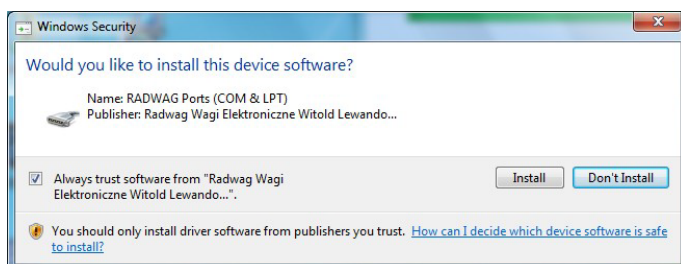 Windows Security
Would you like to install this device software?
Name: RADWAG Ports (COM & LPT)
Publisher: Radwag Wagi Elektroniczne Witold Lewando...
Always trust software from "Radwag Wagi
Elektroniczne Witold Lewando...".
Install
Don't Install
You should only install driver software from publishers you trust. How can I decide which device software is safe
to install?